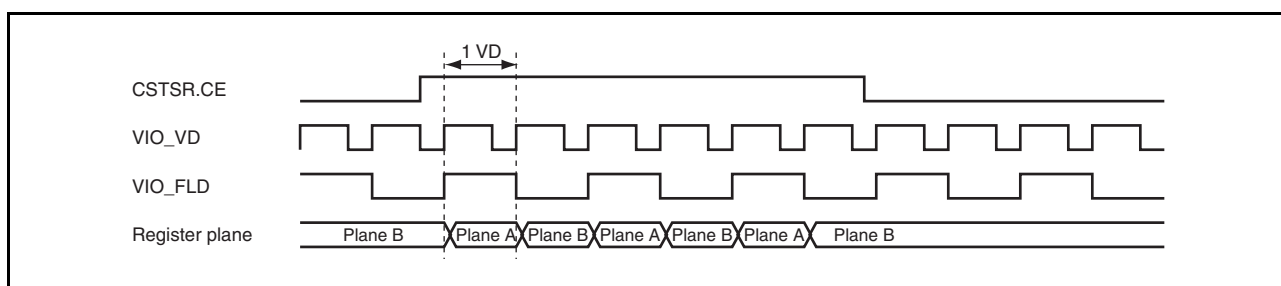 1 VD
CSTSR.CE
VIO_VD
VIO_FLD
Register plane Plane B Plane A Plane B Plane A Plane B Plane A Plane B